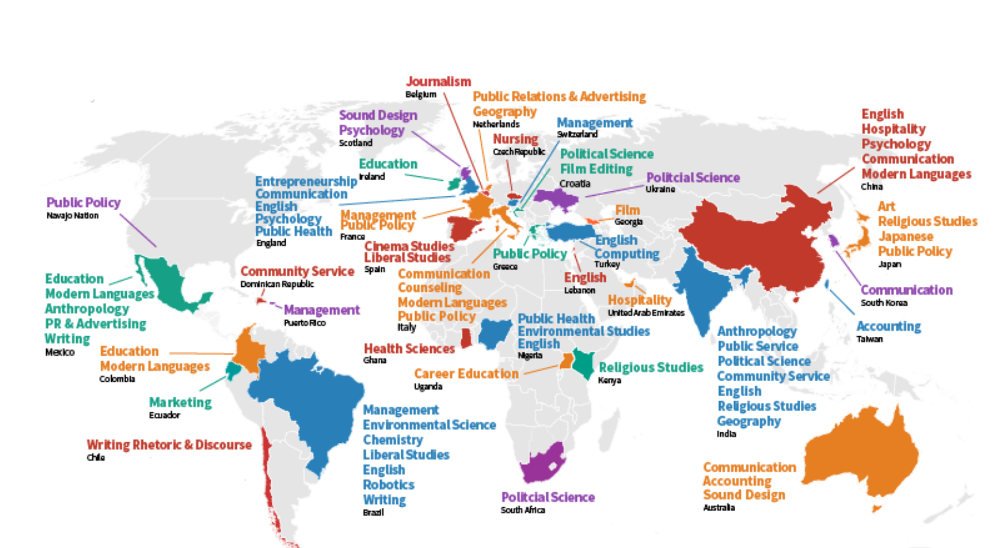 Journalism
Belgium
Public Relations & Advertising
Geography
Netherlands
Sound Design
Psychology
Scotland
Management
Switzerland
Nursing
Czech Republic
Political Science
Film Editing
Croatia
Education
Ireland
Politcial Science
Ukraine
English
Hospitality
Psychology
Communication
Modern Languages
China
Entrepreneurship
Communication
English
Psychology
Public Health
England
Public Policy
Navajo Nation
Management
Public Policy
France
Film
Georgia
Art
Religious Studies
Japanese
Public Policy
Japan
Cinema Studies
Liberal Studies
Spain
Public Policy
Greece
English
Computing
Turkey
Communication
Counseling
Modern Languages
Public Policy
Italy
English
Lebanon
Hospitality
United Arab Emirates
Communication
South Korea
Accounting
Taiwan
Education
Modern Languages
Anthropology
PR & Advertising
Writing
Mexico
Community Service
Dominican Republic
Management
Puerto Rico
Public Health
Environmental Studies
English
Nigeria
Health Sciences
Ghana
Career Education
Uganda
Religious Studies
Kenya
Education
Modern Languages
Colombia
Marketing
Ecuador
Anthropology
Public Service
Political Science
Community Service
English
Religious Studies
Geography
India
Management
Environmental Science
Chemistry
Liberal Studies
English
Robotics
Writing
Brazil
Writing Rhetoric & Discourse
Chile
Politcial Science
South Africa
Communication
Accounting
Sound Design
Australia